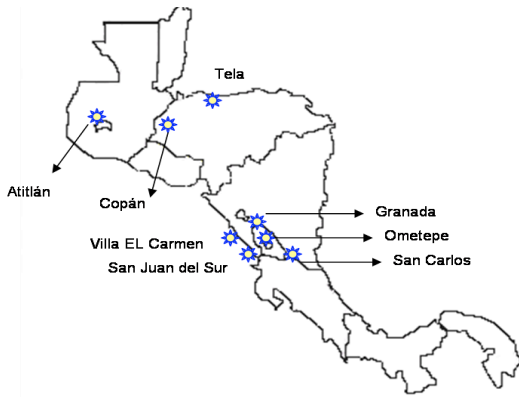 Tela
Atitlán
Copán
Granada
Villa EL Carmen
Ometepe
San Juan del Sur
San Carlos